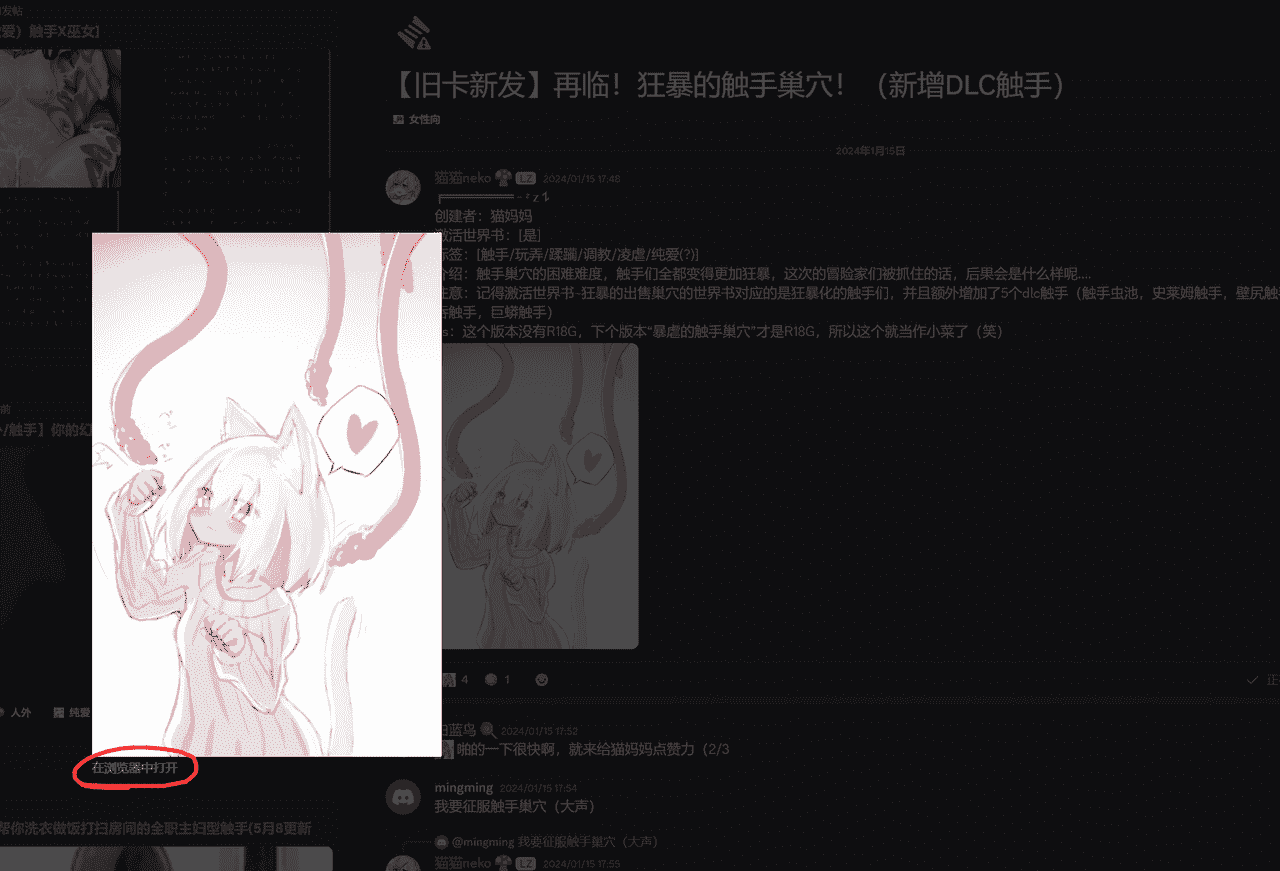 发帖
爱）触手X巫女]
【旧卡新发】再临！狂暴的触手巢穴！（新增DLC触手）
女性向
2024年1月15日
猫猫neko LZ 2024/01/15 17:48
创建者：猫妈妈
激活世界书：[是]
标签：[触手/玩弄/蹂躏/调教/凌虐/纯爱(?)]
介绍：触手巢穴的困难难度，触手们全都变得更加狂暴，这次的冒险家们被抓住的话，后果会是什么样呢....
注意：记得激活世界书-狂暴的出售巢穴的世界书对应的是狂暴化的触手们，并且额外增加了5个dlc触手（触手虫池，史莱姆触手，壁尻触手
触手，巨蟒触手）
s：这个版本没有R18G，下个版本“暴虐的触手巢穴”才是R18G，所以这个就当作小菜了（笑）
前
/触手】你的幻
4 1
人外 纯爱
蓝鸟 2024/01/15 17:52
啪的一下很快啊，就来给猫妈妈点赞力（2/3
在浏览器中打开
mingming 2024/01/15 17:54
我要征服触手巢穴（大声）
帮你洗衣做饭打扫房间的全职主妇型触手(5月8更新
@mingming 我要征服触手巢穴（大声）
猫猫neko LZ 2024/01/15 17:55